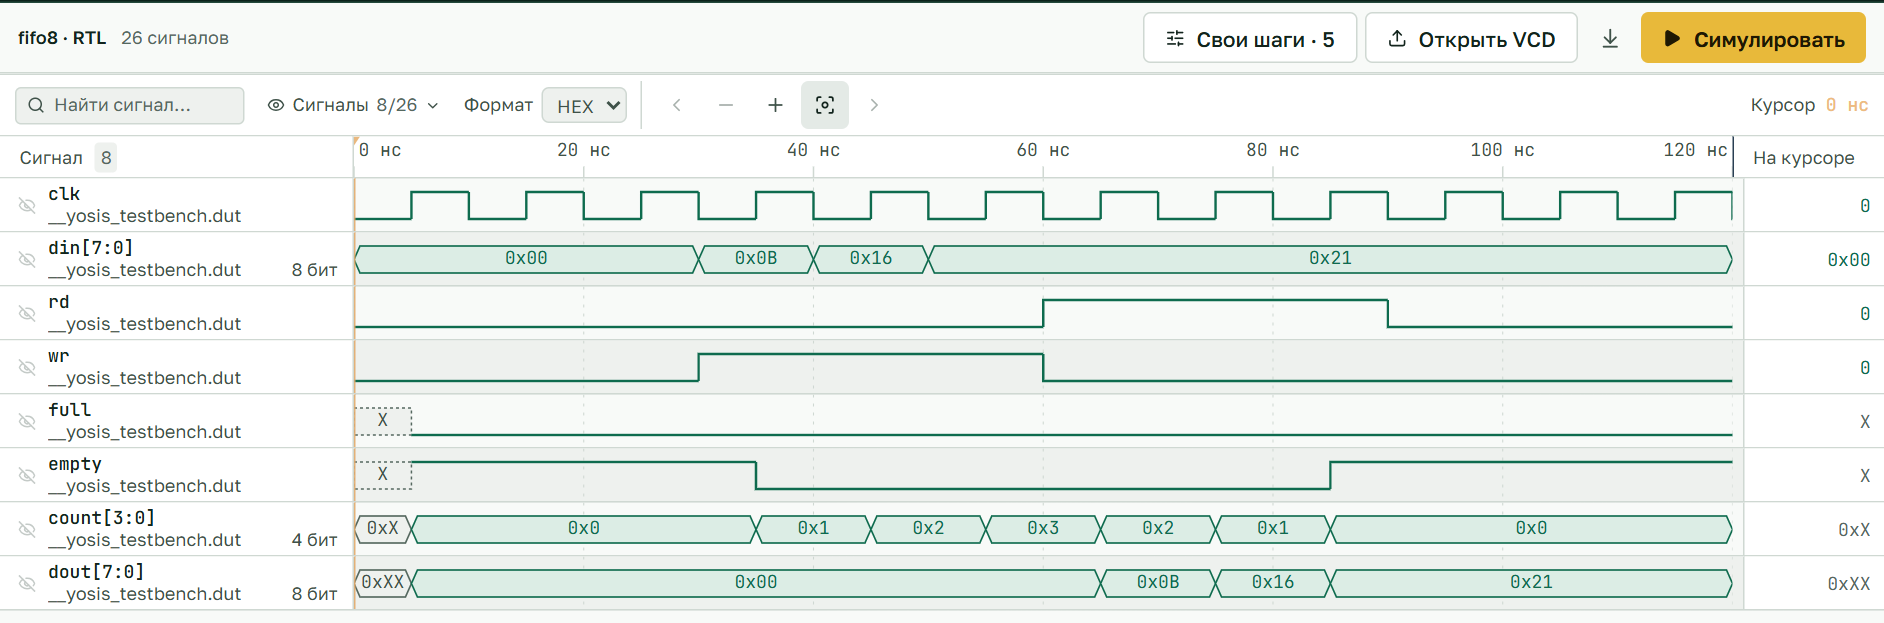 fifo8 · RTL 26 сигналов Свои шаги · 5 Открыть VCD Симулировать
Найти сигнал... Сигналы 8/26 Формат HEX Курсор 0 нс
Сигнал 8 0 нс 20 нс 40 нс 60 нс 80 нс 100 нс 120 нс На курсоре
clk
__yosis_testbench.dut 0
din[7:0] 0x00 0x0B 0x16 0x21
__yosis_testbench.dut 8 бит 0x00
rd
__yosis_testbench.dut 0
wr
__yosis_testbench.dut 0
full X
__yosis_testbench.dut X
empty X
__yosis_testbench.dut X
count[3:0] 0xX 0x0 0x1 0x2 0x3 0x2 0x1 0x0
__yosis_testbench.dut 4 бит 0xX
dout[7:0] 0xXX 0x00 0x0B 0x16 0x21
__yosis_testbench.dut 8 бит 0xXX